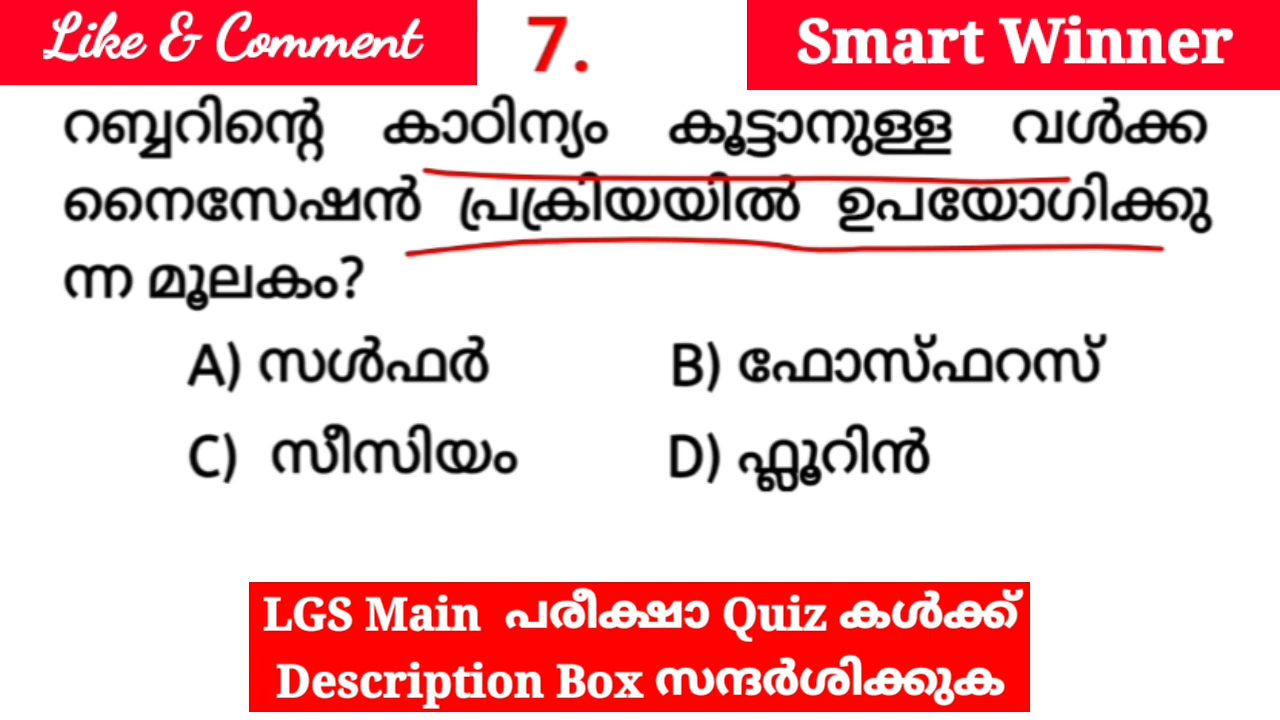 Like & Comment
7.
Smart Winner
റബ്ബറിന്റെ കാഠിന്യം കൂട്ടാനുള്ള വൾക്ക
നൈസേഷൻ പ്രക്രിയയിൽ ഉപയോഗിക്കു
ന്ന മൂലകം?
A) സൾഫർ
B) ഫോസ്ഫറസ്
C) സീസിയം
D) ഫ്ലൂറിൻ
LGS Main പരീക്ഷാ Quiz കൾക്ക്
Description Box സന്ദർശിക്കുക